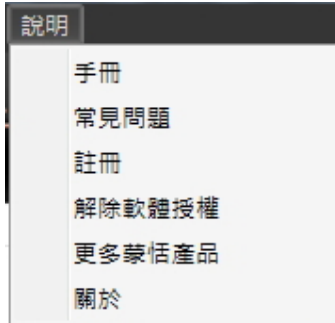 說明
手冊
常見問題
註冊
解除軟體授權
更多蒙恬產品
關於